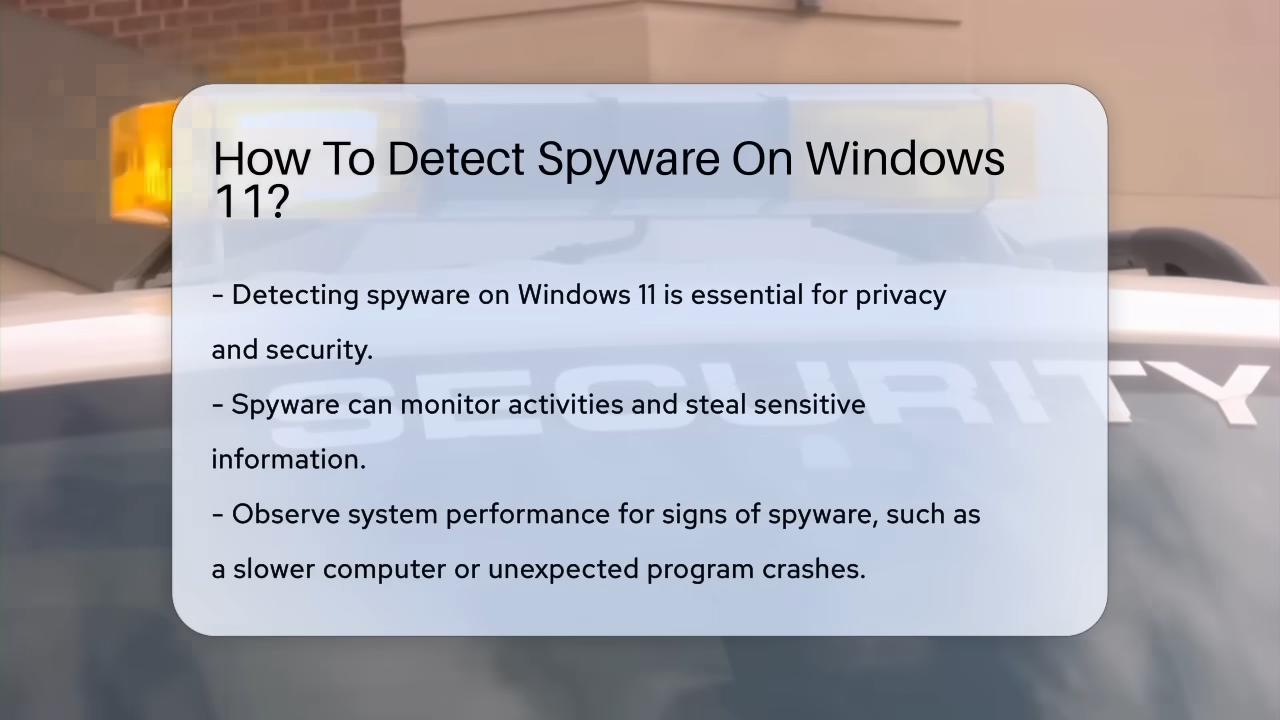 How To Detect Spyware On Windows
11?
- Detecting spyware on Windows 11 is essential for privacy
and security.
- Spyware can monitor activities and steal sensitive
information.
- Observe system performance for signs of spyware, such as
a slower computer or unexpected program crashes.
SECURITY